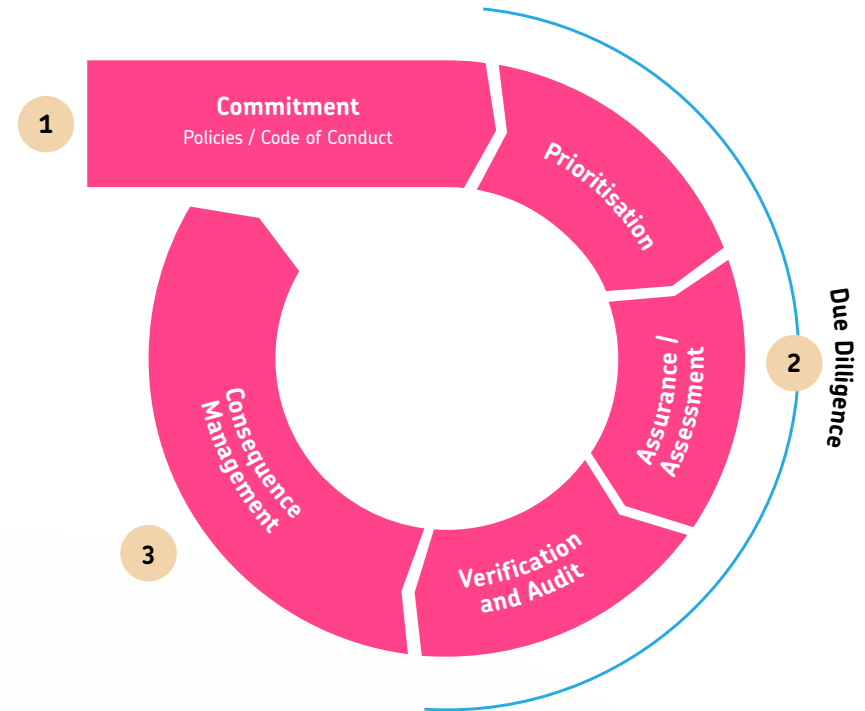 1
Commitment
Policies / Code of Conduct
Prioritisation
Assurance /
Assessment
2
Due Dilligence
Verification
and Audit
Consequence
Management
3